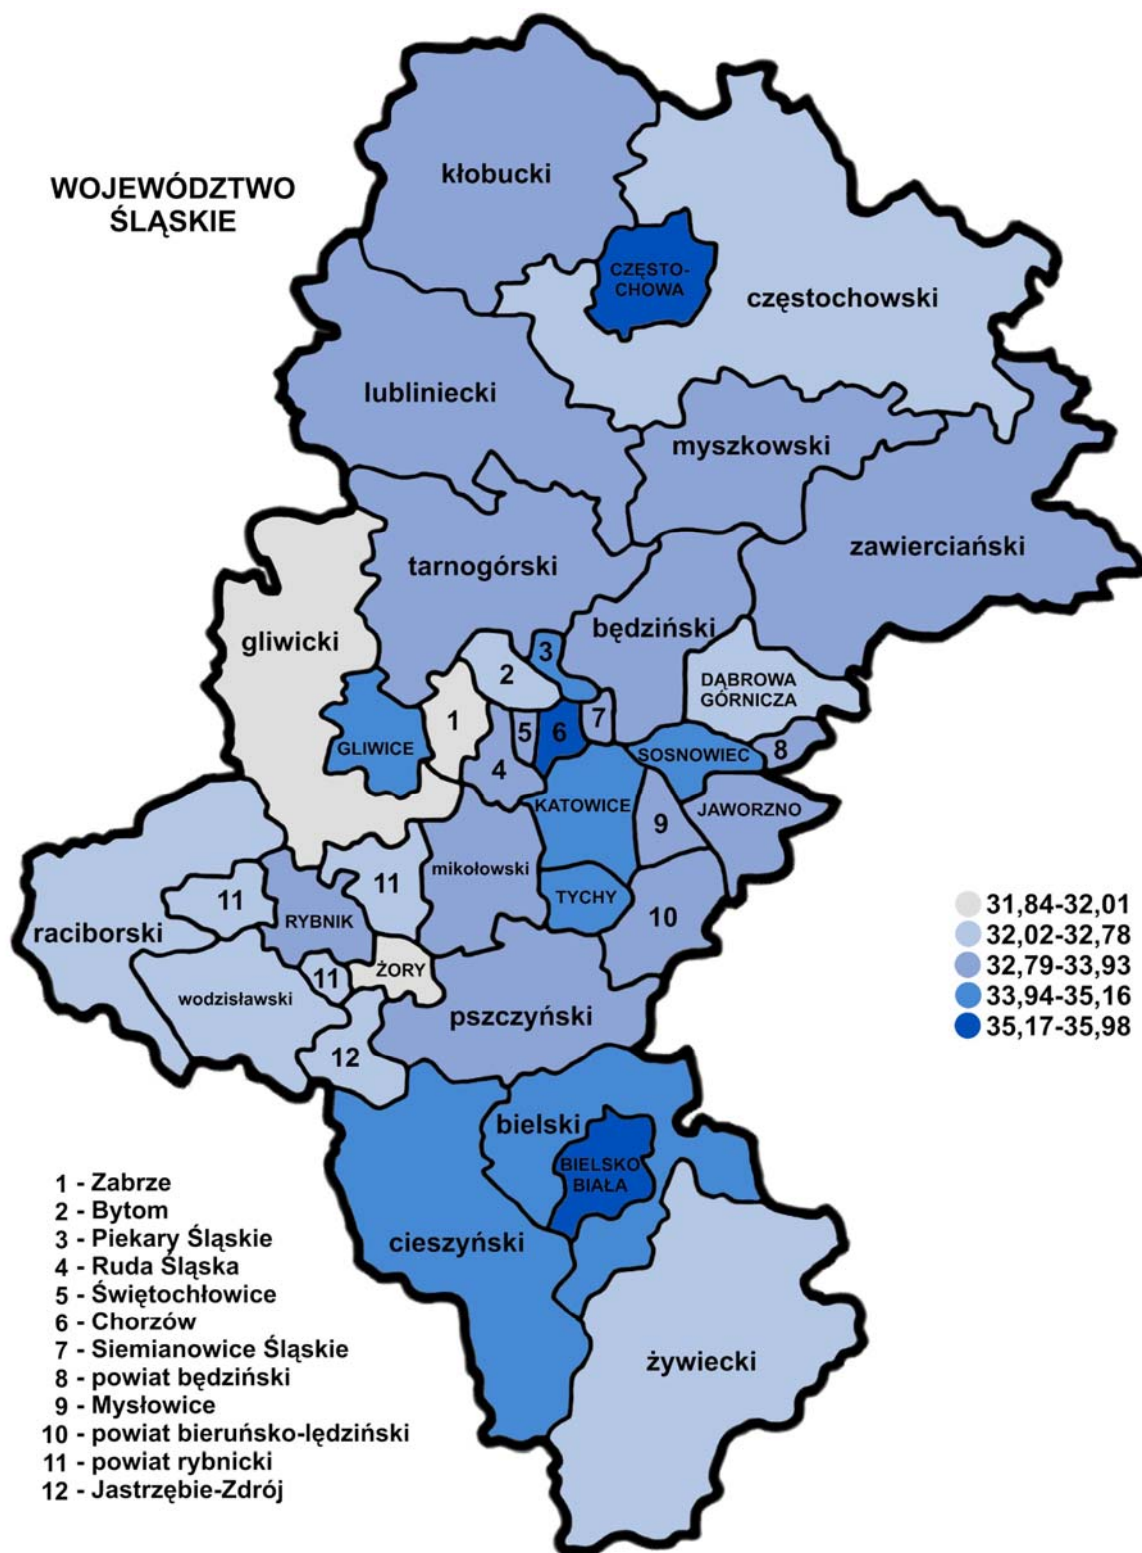 WOJEWÓDZTWO
ŚLĄSKIE
kłobucki
CZĘSTO-
CHOWA
częstochowski
lubliniecki
myszkowski
zawierciański
tarnogórski
będziński
gliwicki
3
2
DĄBROWA
GÓRNICZA
1
7
6
5
GLIWICE
SOSNOWIEC
8
4
KATOWICE
JAWORZNO
9
mikołowski
11
TYCHY
11
RYBNIK
10
raciborski
ŻORY
11
wodzisławski
pszczyński
12
31,84-32,01
32,02-32,78
32,79-33,93
33,94-35,16
35,17-35,98
bielski
BIELSKO
BIAŁA
cieszyński
żywiecki
1 - Zabrze
2 - Bytom
3 - Piekary Śląskie
4 - Ruda Śląska
5 - Świętochłowice
6 - Chorzów
7 - Siemianowice Śląskie
8 - powiat będziński
9 - Mysłowice
10 - powiat bieruńsko-lędziński
11 - powiat rybnicki
12 - Jastrzębie-Zdrój